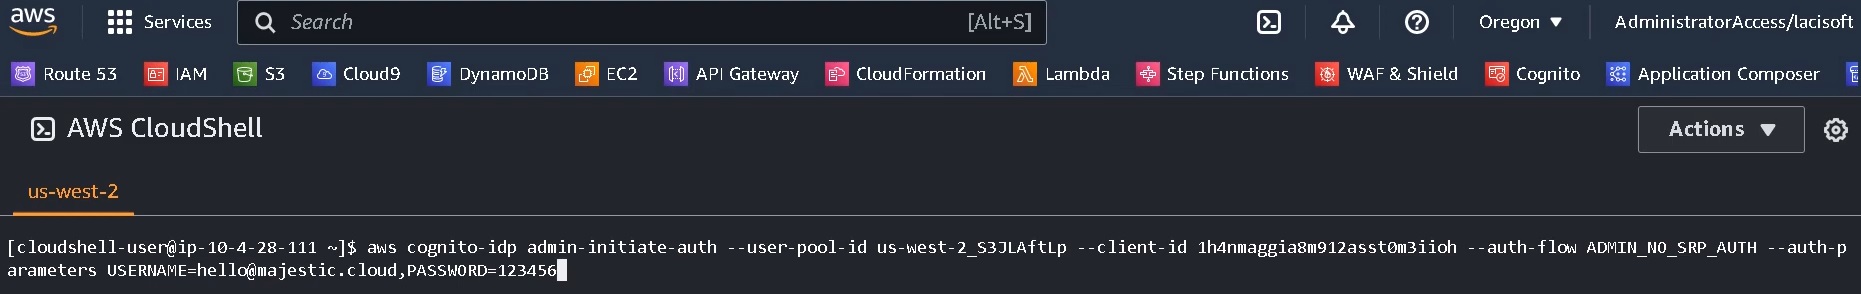 aws Services Search [Alt+S] Oregon ▼ AdministratorAccess/lacisoft
Route 53 IAM S3 Cloud9 DynamoDB EC2 API Gateway CloudFormation Lambda Step Functions WAF & Shield Cognito Application Composer
AWS CloudShell Actions ▼
us-west-2
[cloudshell-user@ip-10-4-28-111 ~]$ aws cognito-idp admin-initiate-auth --user-pool-id us-west-2_S3JLAftLp --client-id 1h4nmaggia8m912asst0m3iioh --auth-flow ADMIN_NO_SRP_AUTH --auth-p
arameters USERNAME=hello@majestic.cloud,PASSWORD=123456